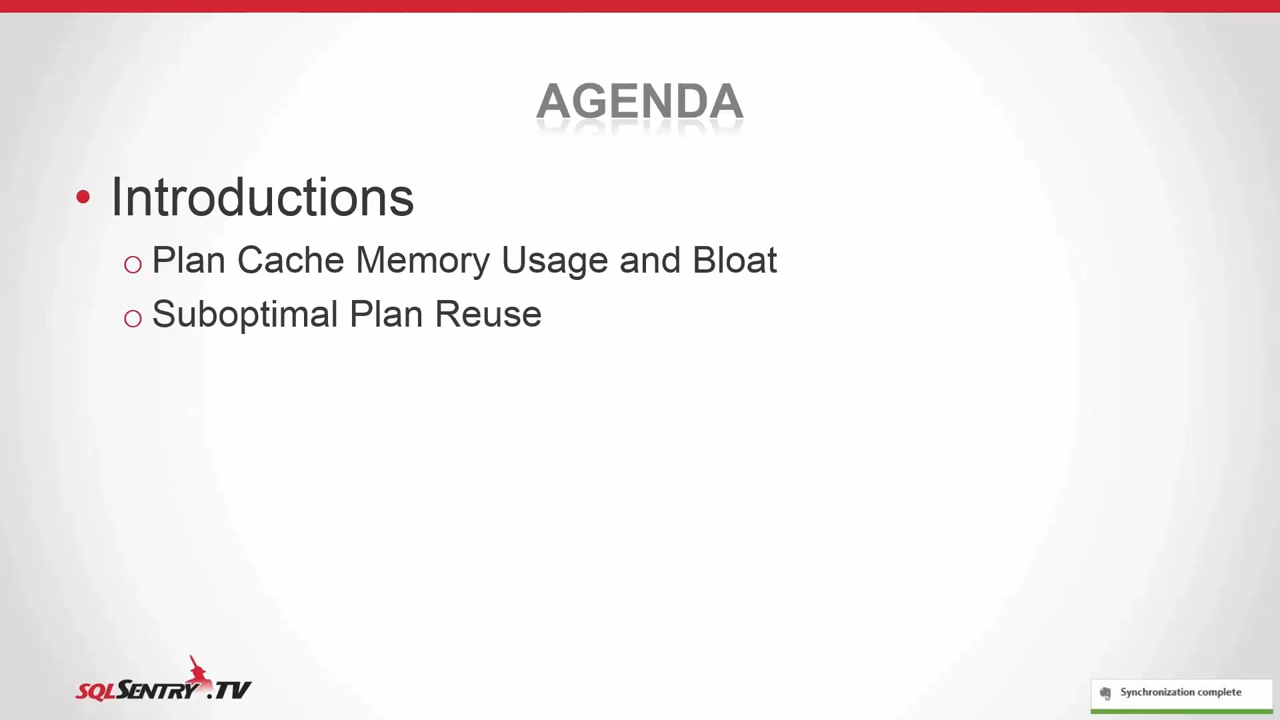 AGENDA
• Introductions
o Plan Cache Memory Usage and Bloat
o Suboptimal Plan Reuse
SQLSENTRY.TV
Synchronization complete